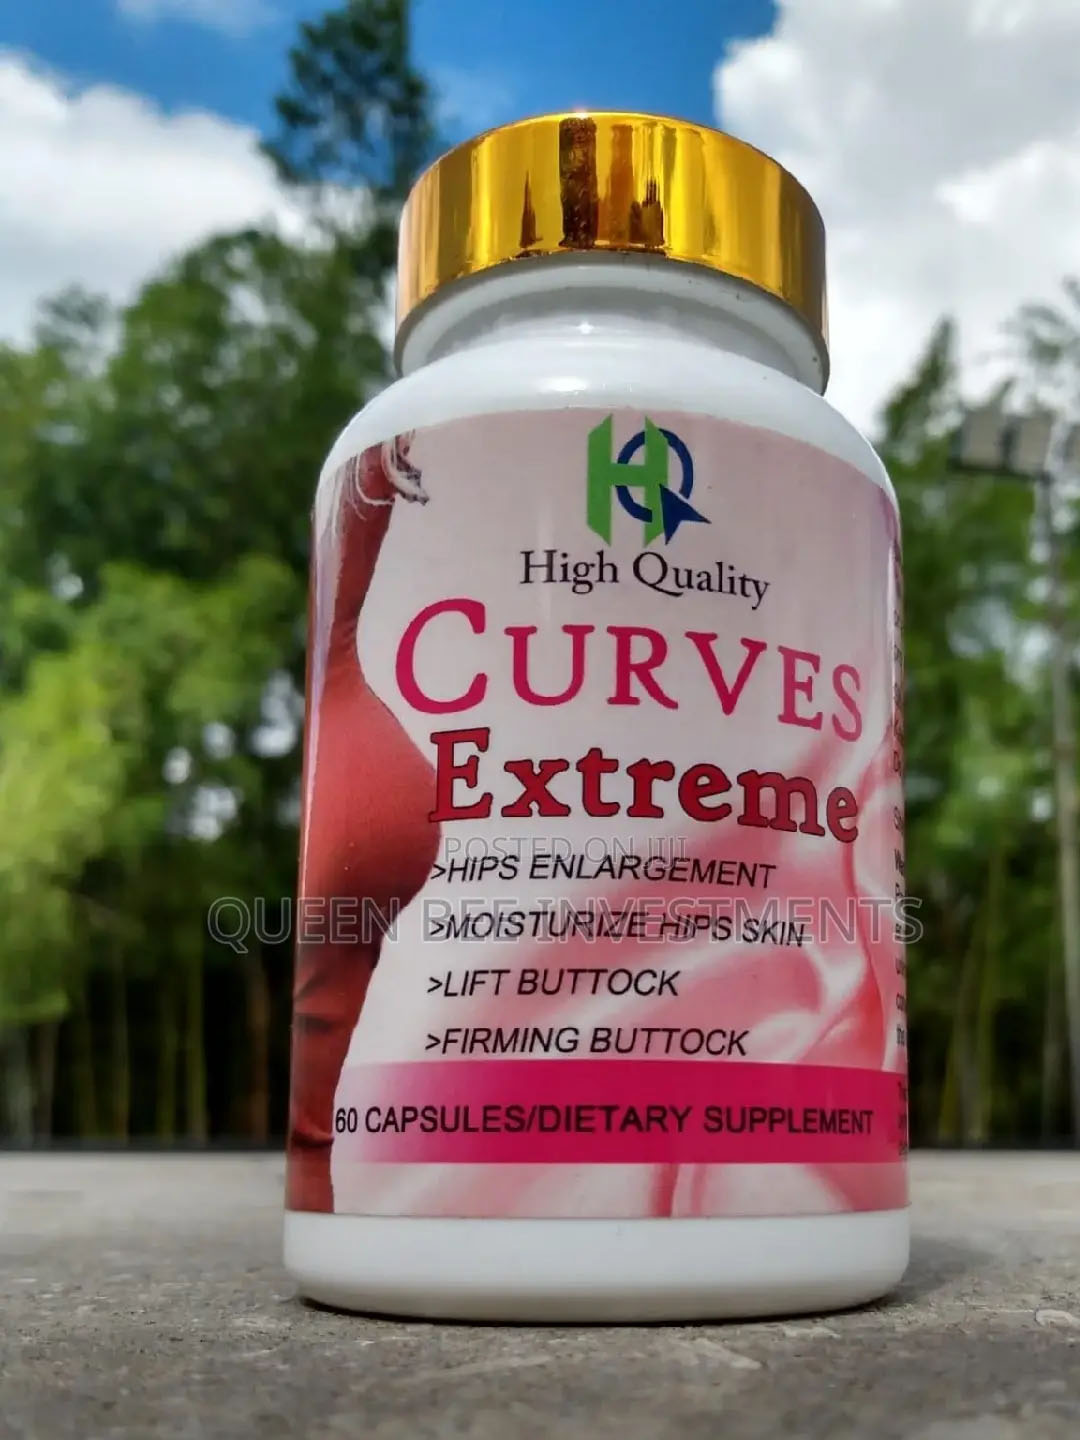 HQ
High Quality
CURVES
Extreme
POSTED ON JIJI
>HIPS ENLARGEMENT
QUEEN BEE INVESTMENTS
>MOISTURIZE HIPS SKIN
>LIFT BUTTOCK
>FIRMING BUTTOCK
60 CAPSULES/DIETARY SUPPLEMENT